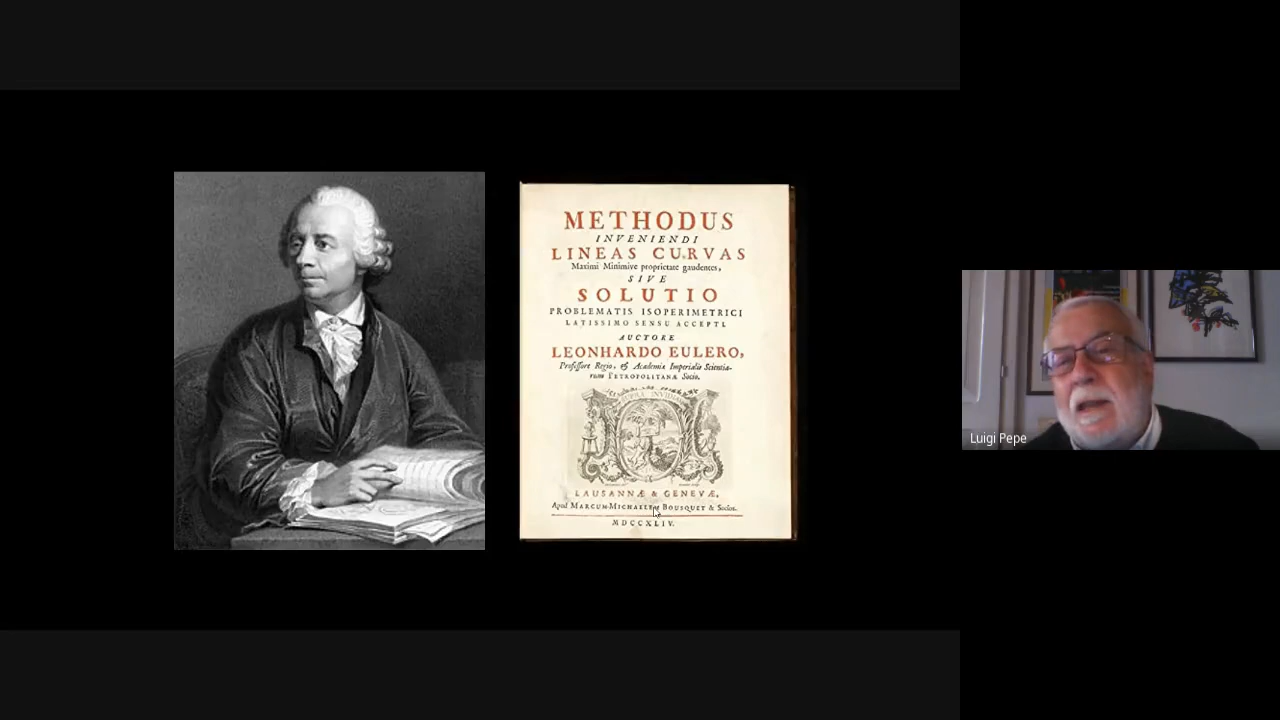 METHODUS
INVENIENDI
LINEAS CURVAS
Maximi Minimive proprietate gaudentes,
SIVE
SOLUTIO
PROBLEMATIS ISOPERIMETRICI
LATISSIMO SENSU ACCEPTI.
AUCTORE
LEONHARDO EULERO,
Professore Regio, & Academiæ Imperialis Scientia-
rum PETROPOLITANÆ Socio.
LAUSANNÆ & GENEVÆ,
Apud MARCUM-MICHAELEM BOUSQUET & Socios.
MDCCXLIV.
Luigi Pepe